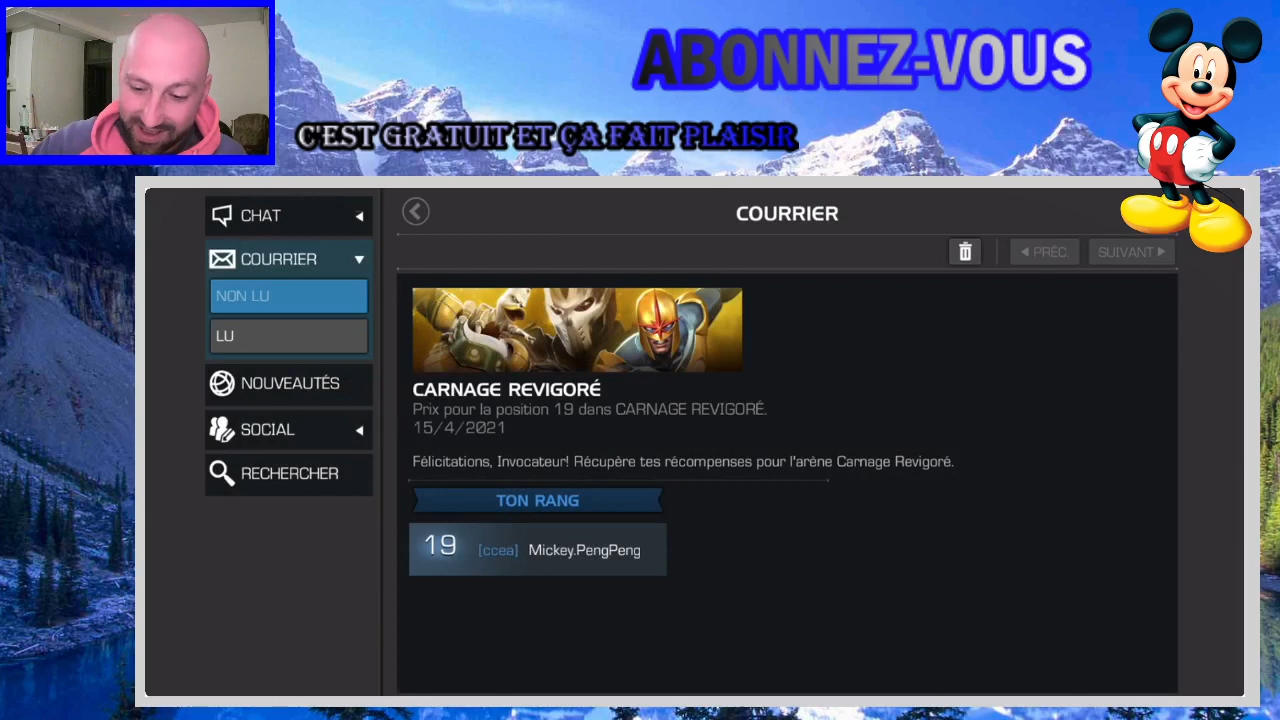 ABONNEZ-VOUS
C'EST GRATUIT ET ÇA FAIT PLAISIR
CHAT
COURRIER
NON LU
LU
NOUVEAUTÉS
SOCIAL
RECHERCHER
COURRIER
PRÉC.
SUIVANT
CARNAGE REVIGORÉ
Prix pour la position 19 dans CARNAGE REVIGORÉ.
15/4/2021
Félicitations, Invocateur! Récupère tes récompenses pour l'arène Carnage Revigoré.
TON RANG
19 [ccea] Mickey.PengPeng